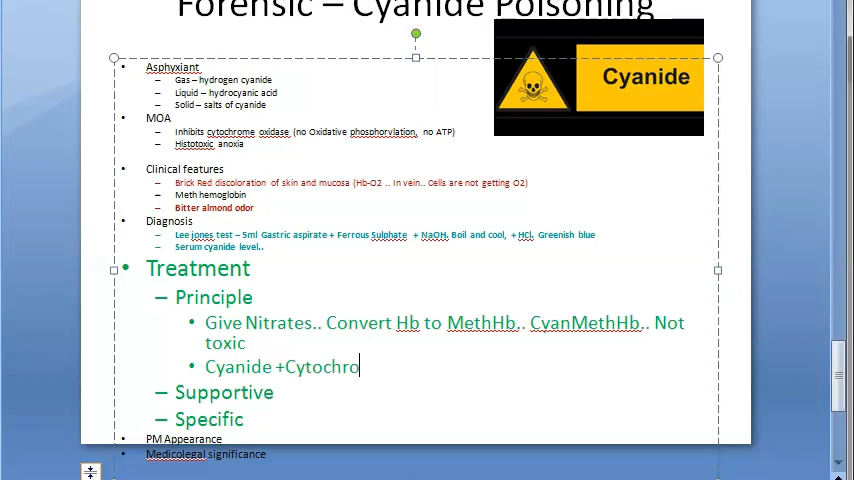 Forensic – Cyanide Poisoning
Cyanide
• Asphyxiant
– Gas – hydrogen cyanide
– Liquid – hydrocyanic acid
– Solid – salts of cyanide
• MOA
– Inhibits cytochrome oxidase (no Oxidative phosphorylation, no ATP)
– Histotoxic anoxia
• Clinical features
– Brick Red discoloration of skin and mucosa (Hb-O2 .. In vein.. Cells are not getting O2)
– Meth hemoglobin
– Bitter almond odor
• Diagnosis
– Lee jones test – 5ml Gastric aspirate + Ferrous Sulphate + NaOH. Boil and cool, + HCl. Greenish blue
– Serum cyanide level..
• Treatment
– Principle
• Give Nitrates.. Convert Hb to MethHb.. CyanMethHb.. Not
toxic
• Cyanide +Cytochro
– Supportive
– Specific
• PM Appearance
• Medicolegal significance